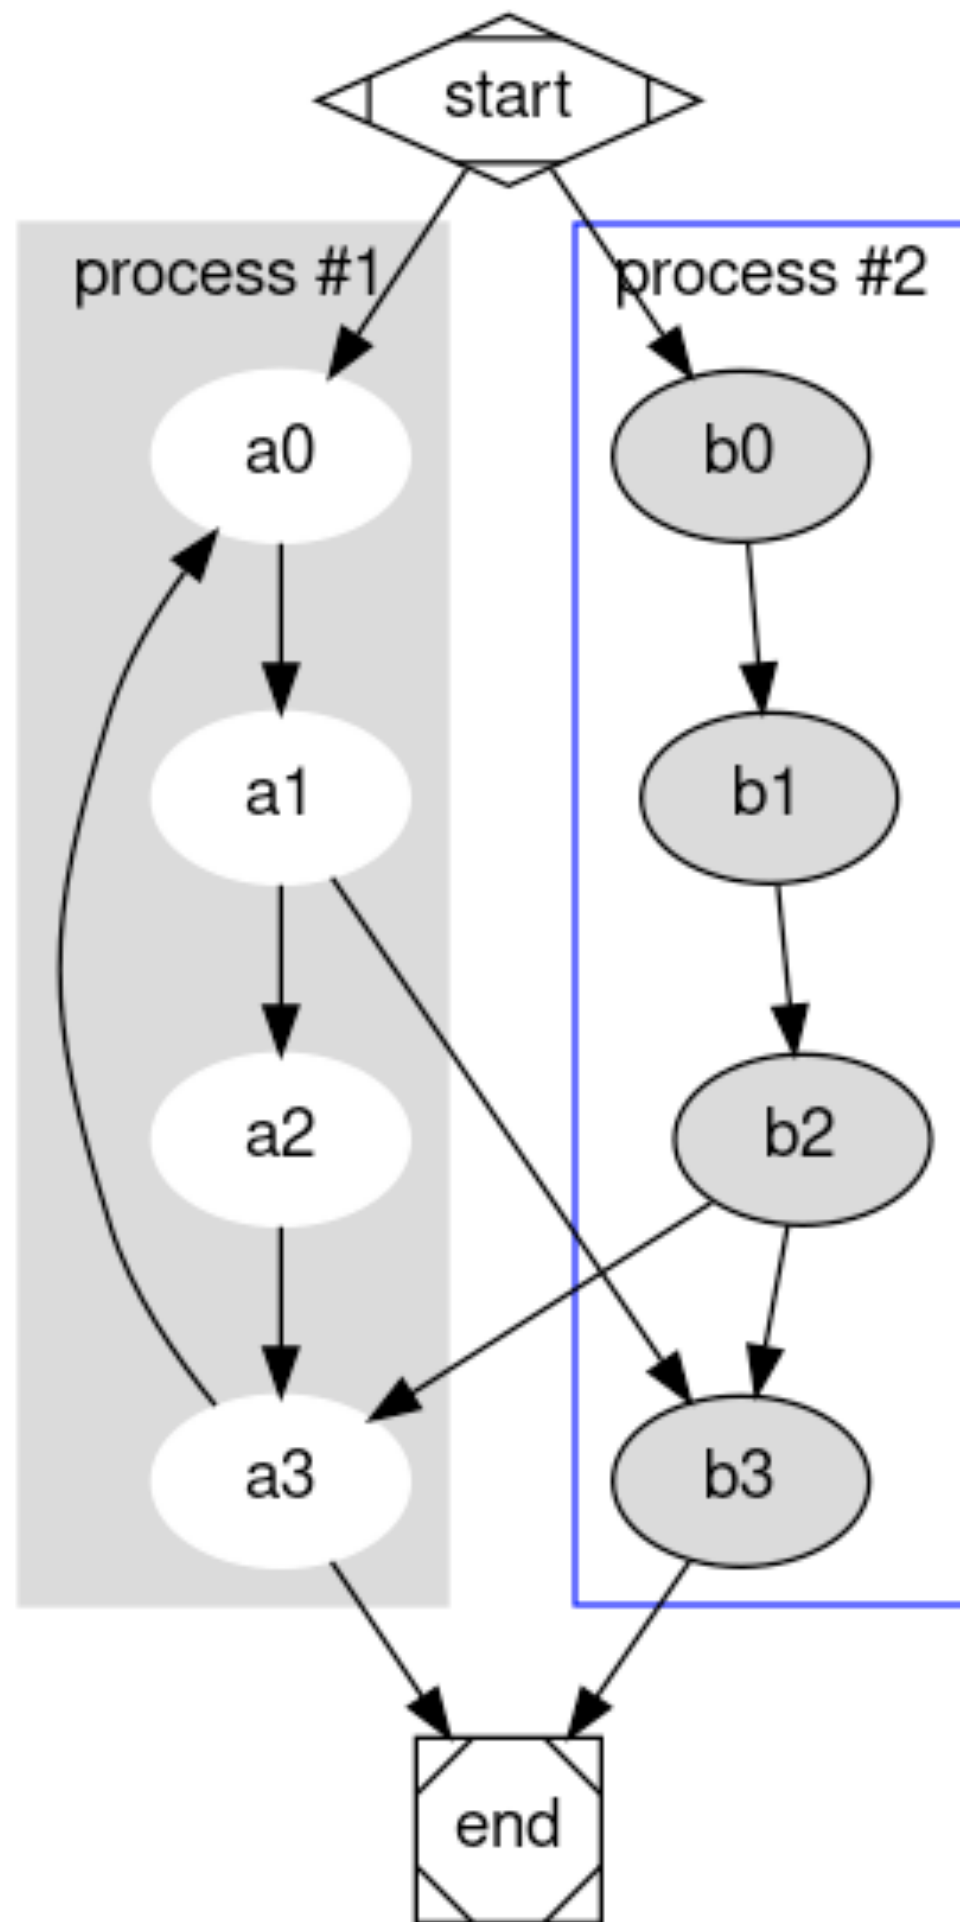 start
process #1
process #2
a0
b0
a1
b1
a2
b2
a3
b3
end